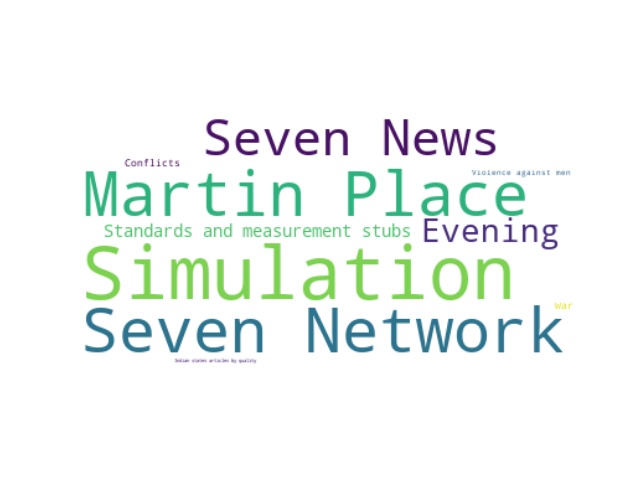 Seven News
Conflicts
Violence against men
Martin Place
Standards and measurement stubs
Evening
Simulation
War
Seven Network
Indian states articles by quality